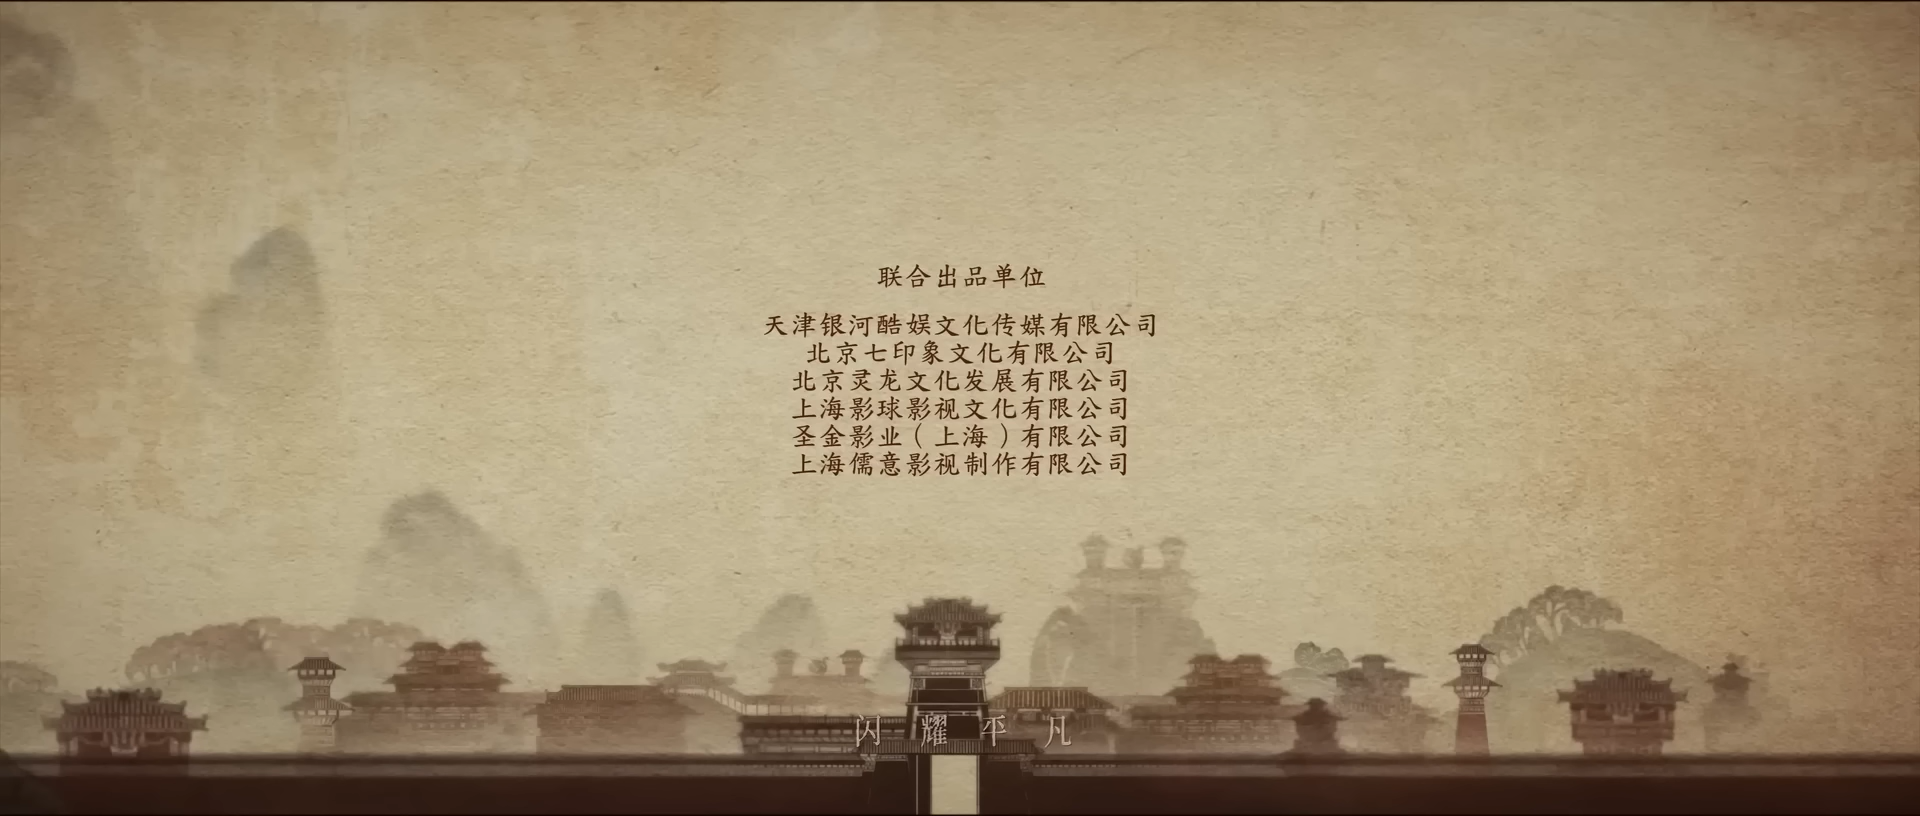 联合出品单位
天津银河酷娱文化传媒有限公司
北京七印象文化有限公司
北京灵龙文化发展有限公司
上海影球影视文化有限公司
圣金影业（上海）有限公司
上海儒意影视制作有限公司
闪耀平凡